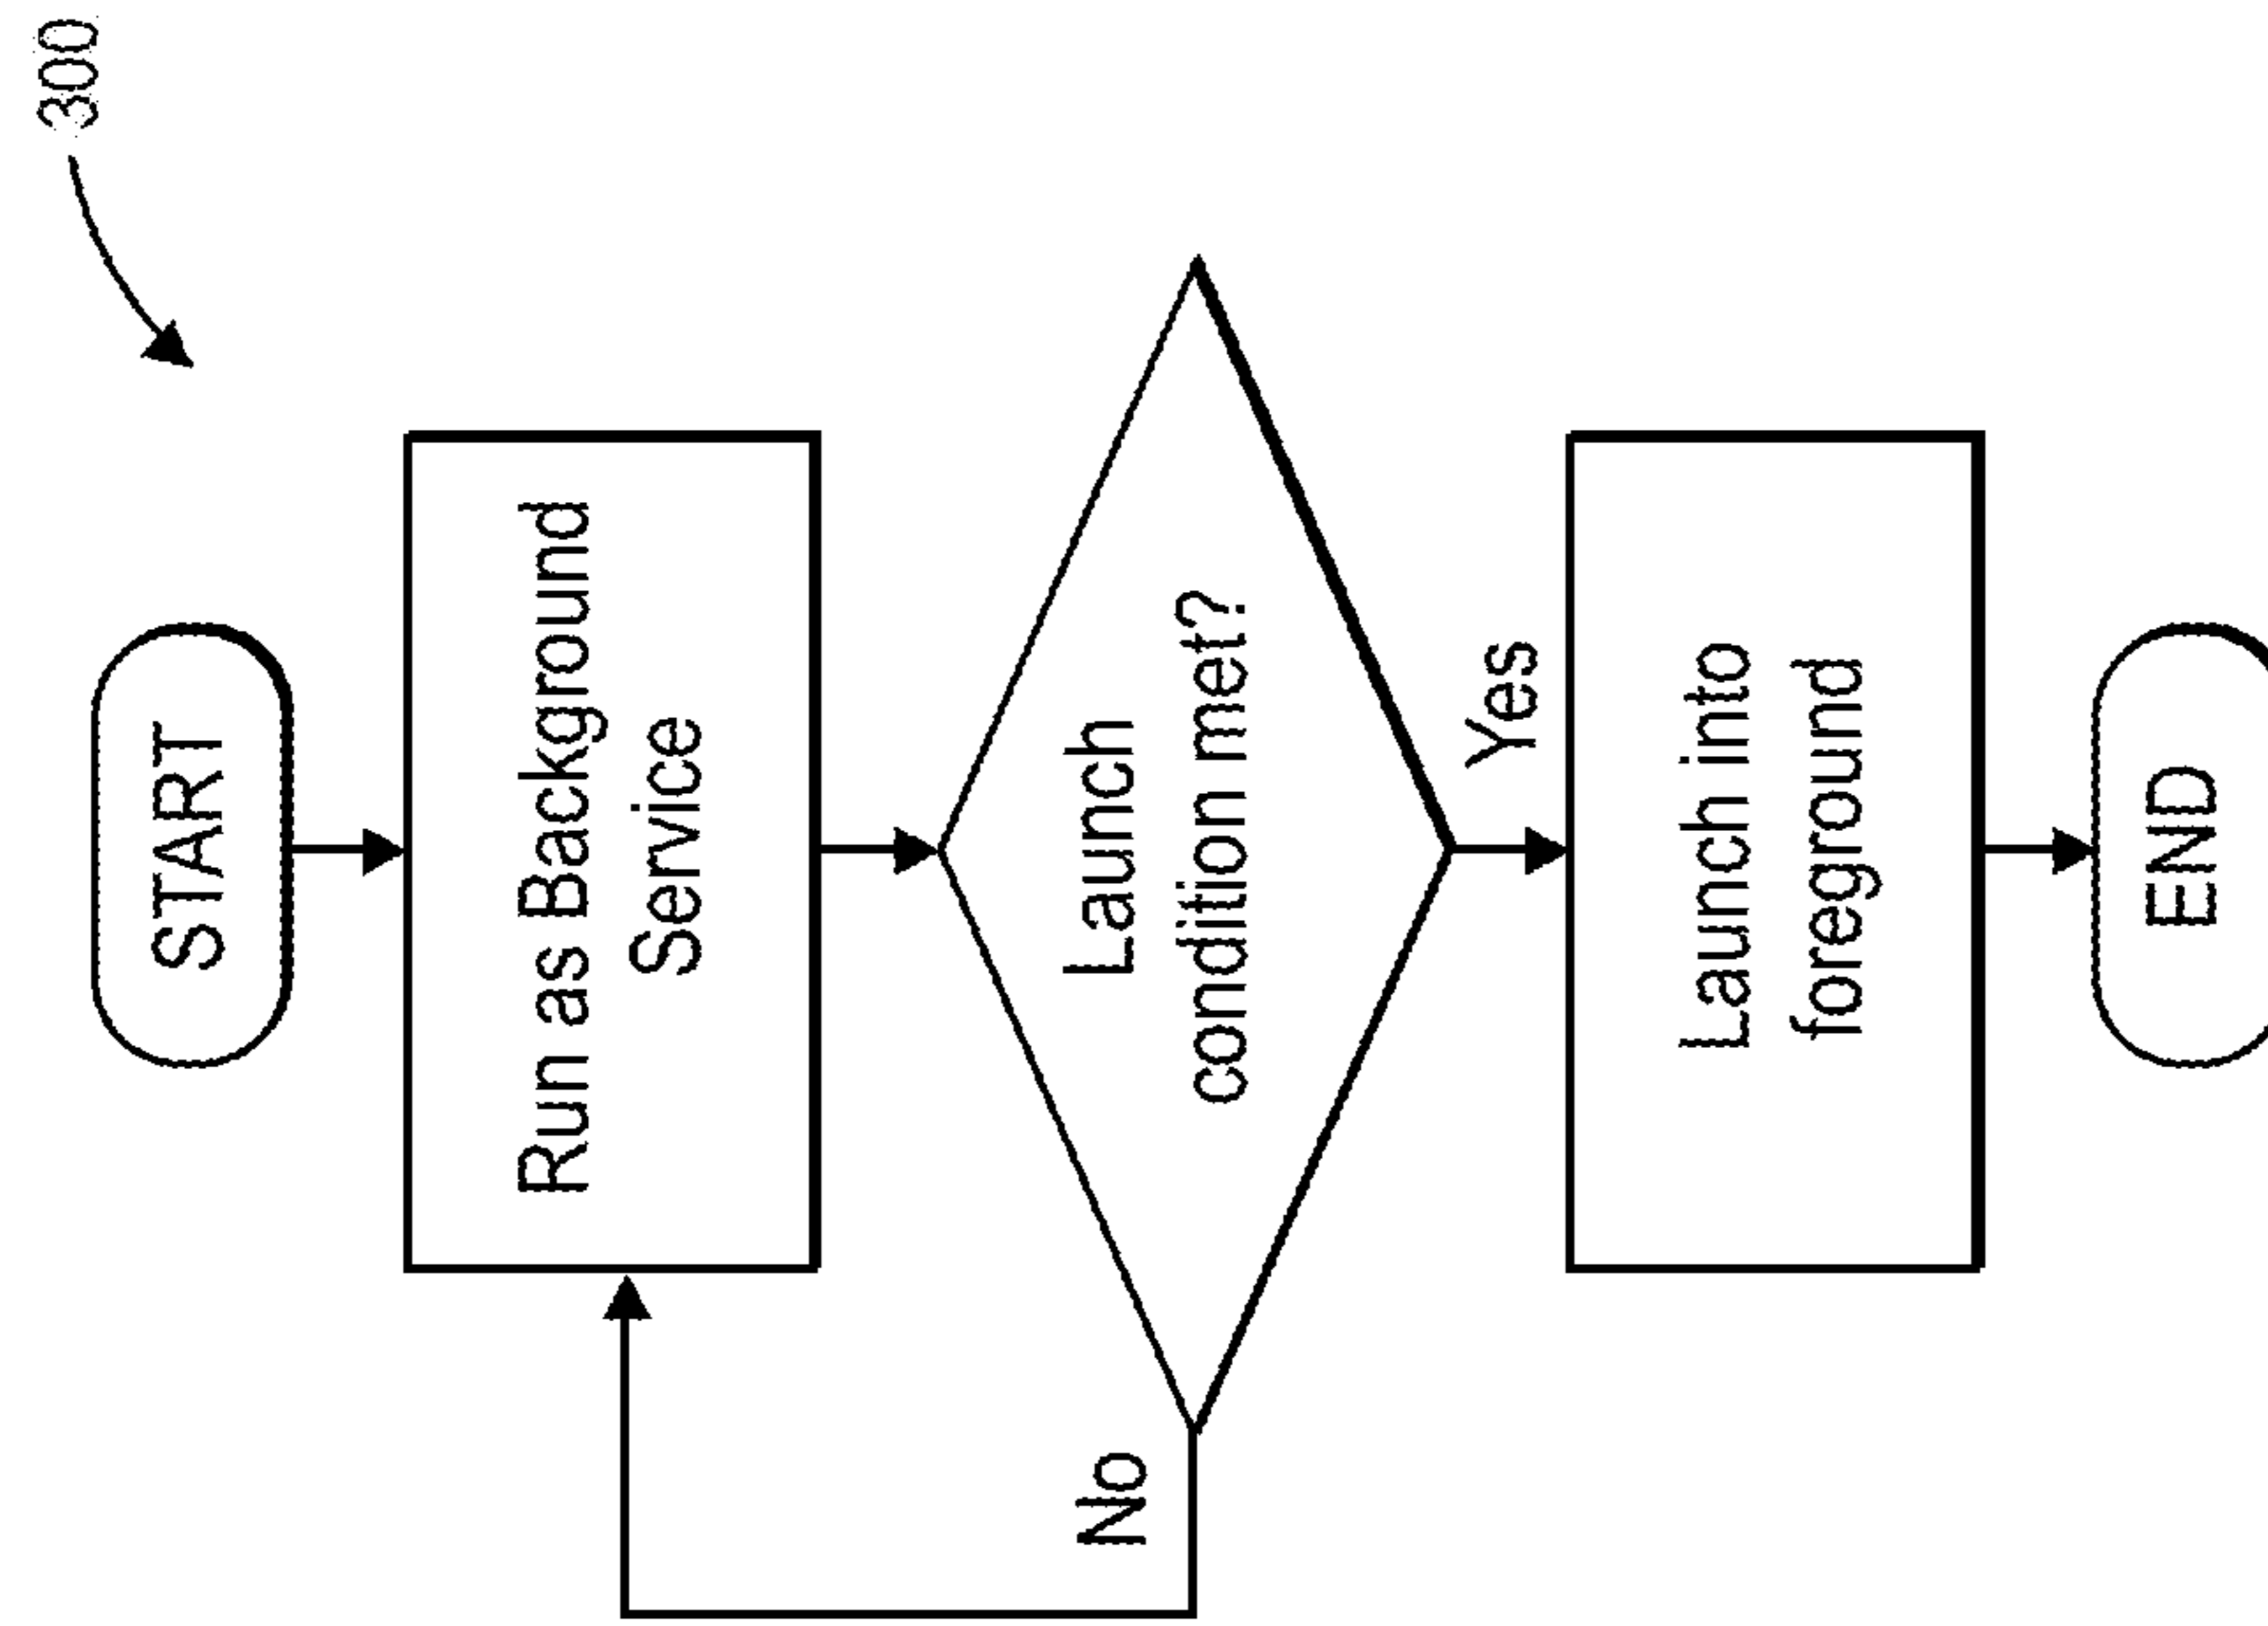 300
START
Run as Background
Service
Launch
condition met?
No
Yes
Launch into
foreground
END